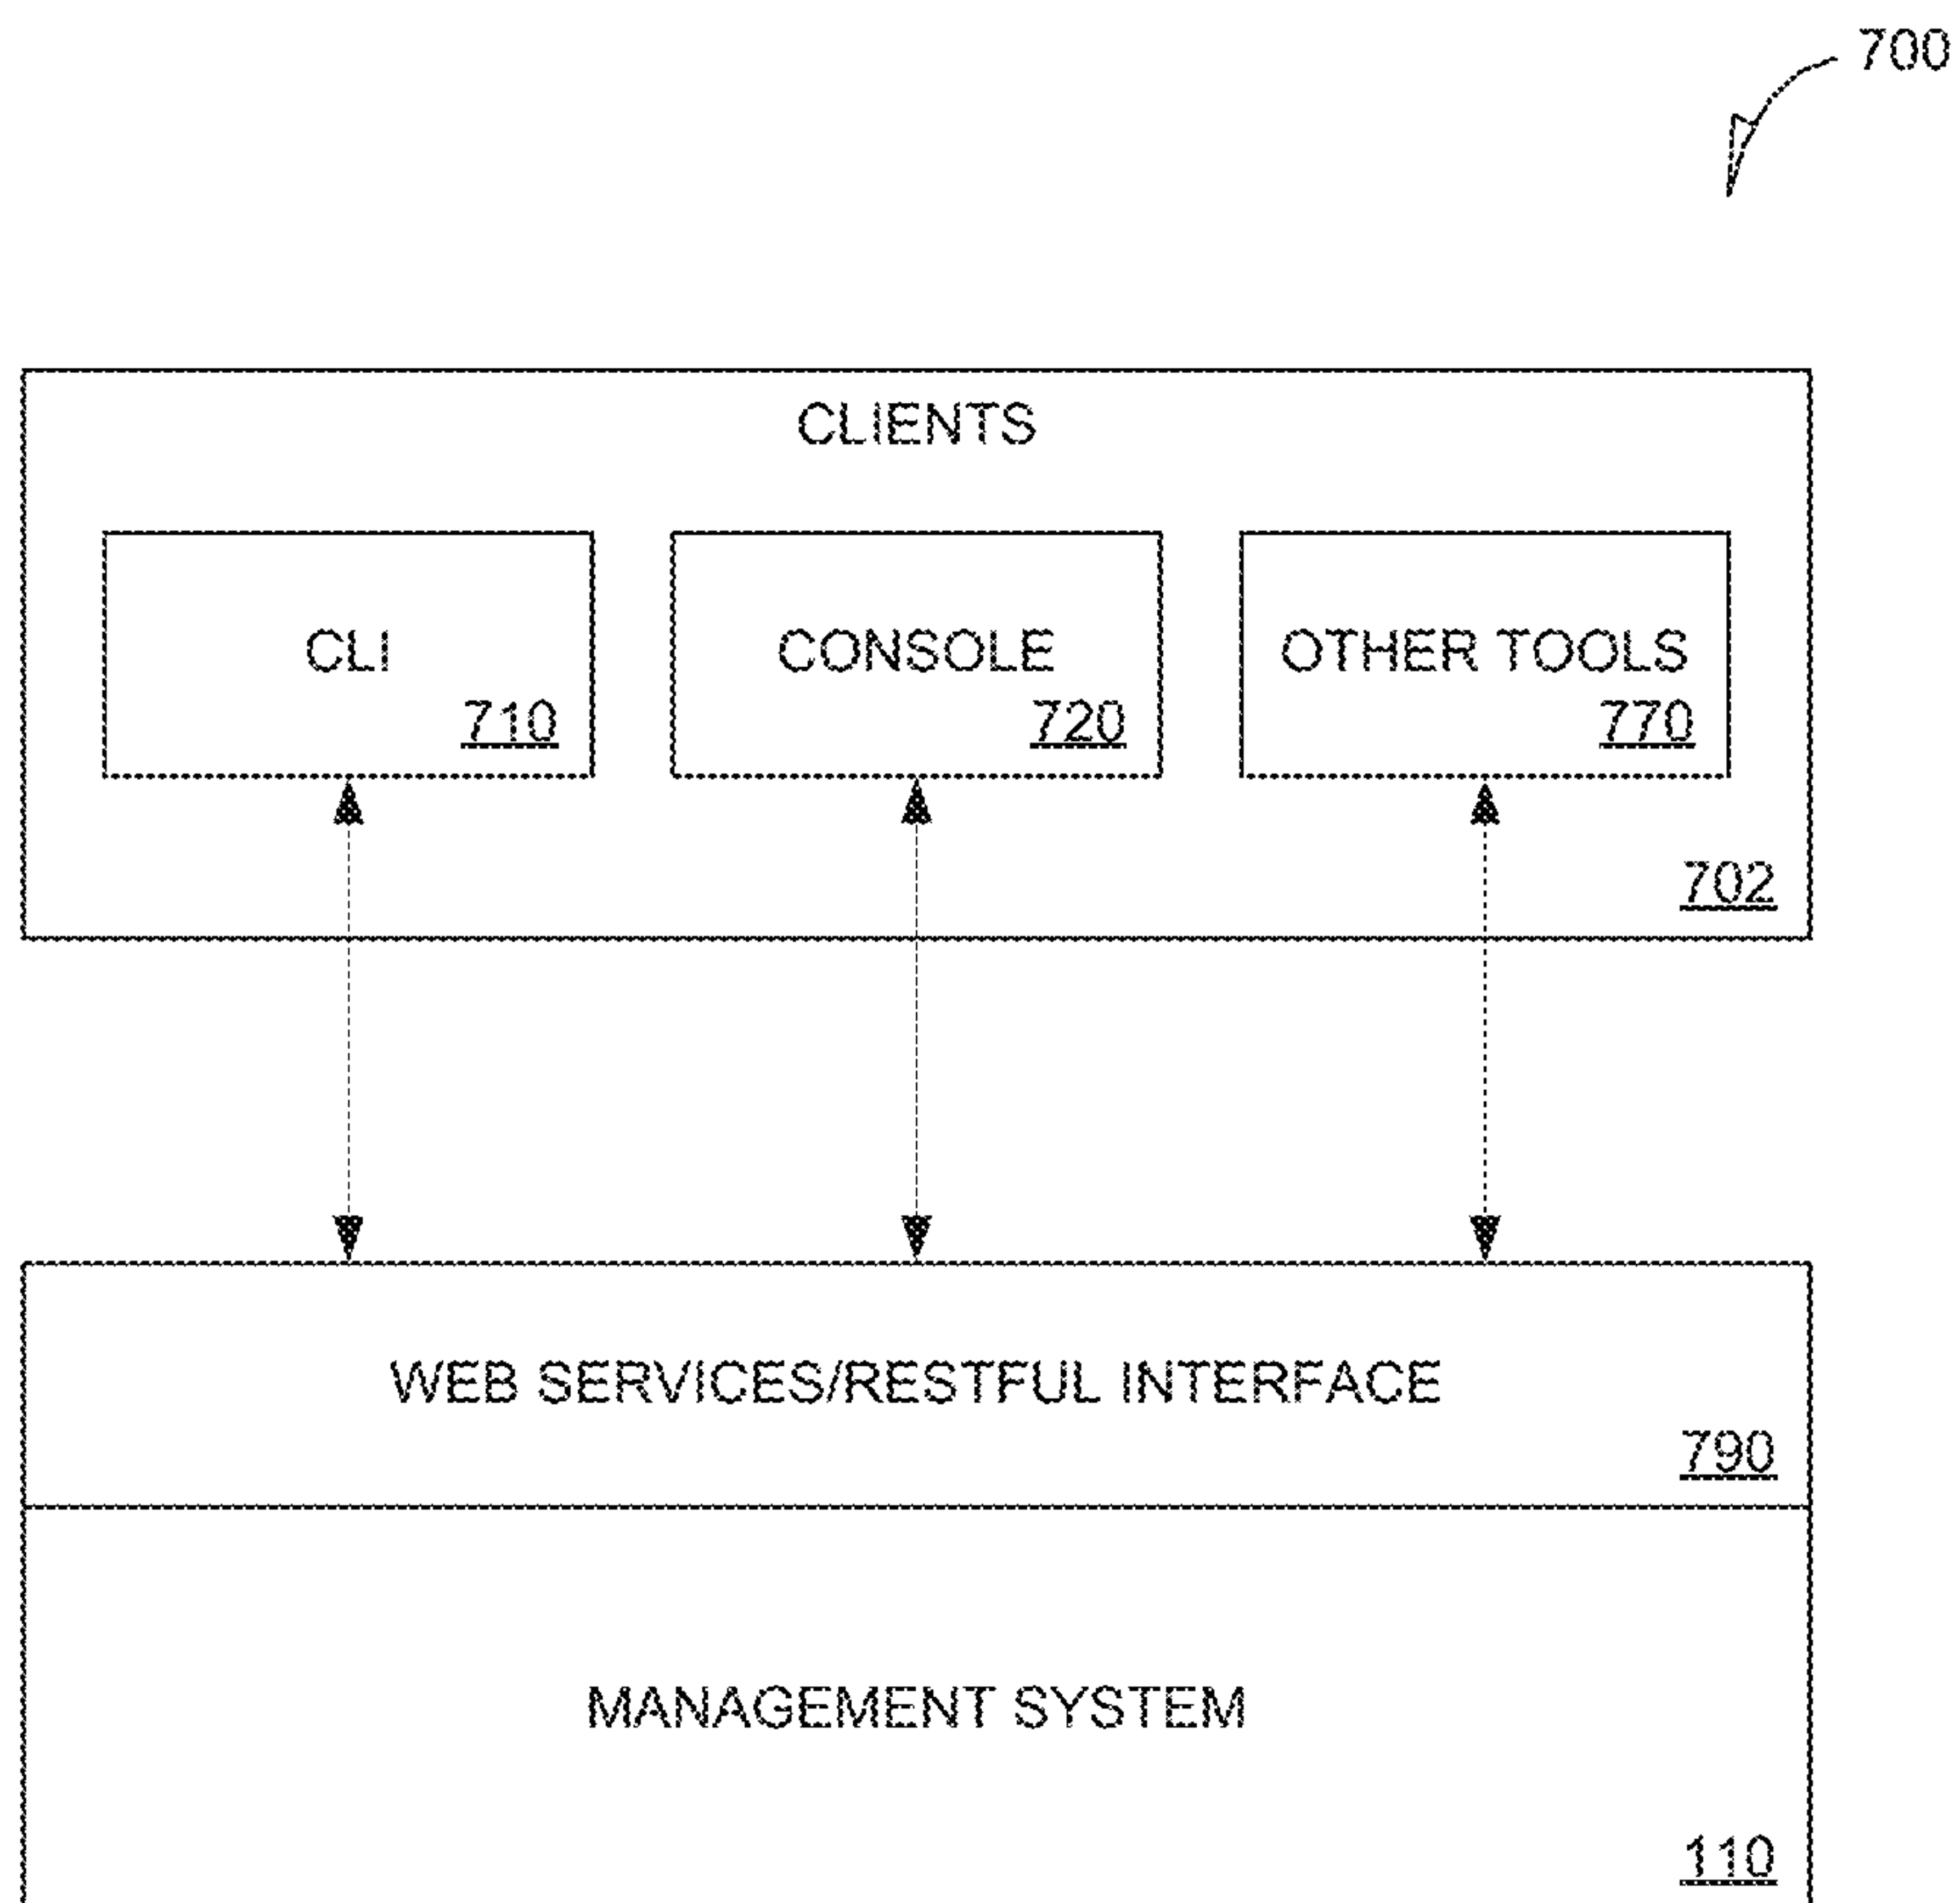 700
CLIENTS
CLI
710
CONSOLE
720
OTHER TOOLS
770
702
WEB SERVICES/RESTFUL INTERFACE
790
MANAGEMENT SYSTEM
110